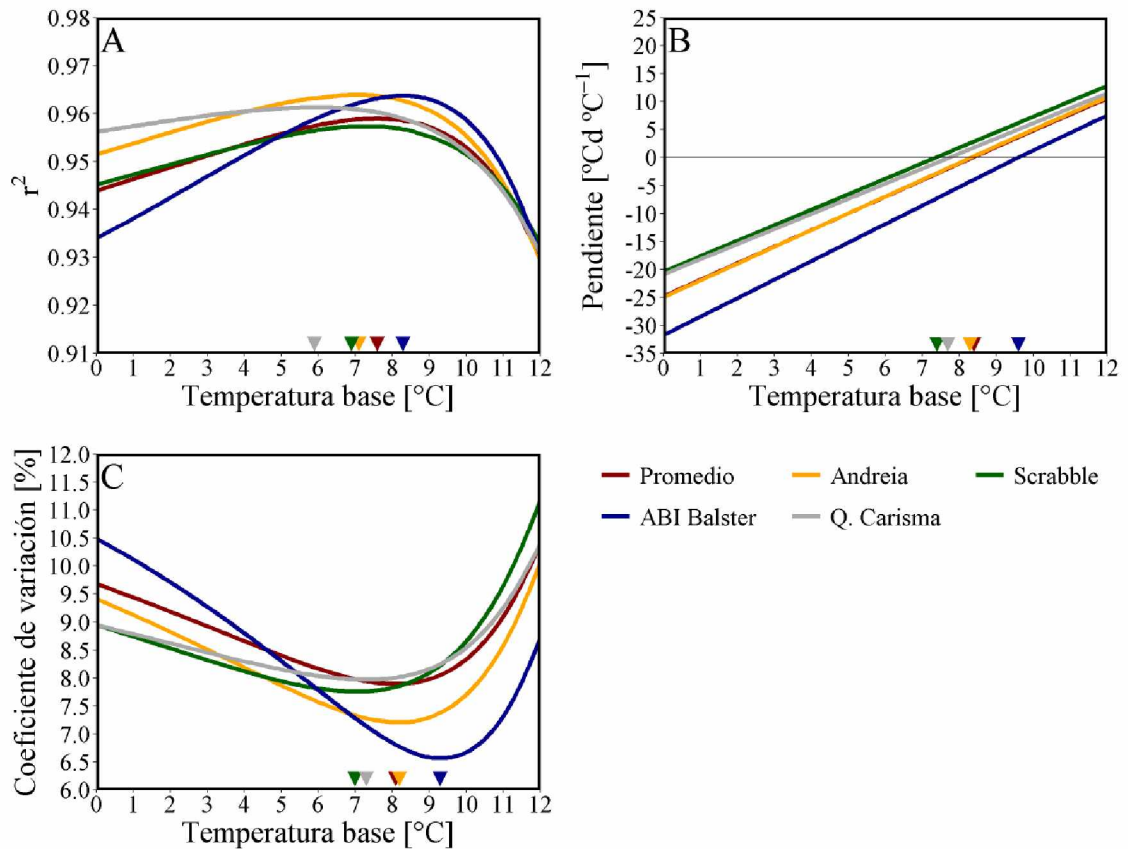 A
r²
0.98
0.97
0.96
0.95
0.94
0.93
0.92
0.91
0 1 2 3 4 5 6 7 8 9 10 11 12
Temperatura base [°C]
B
Pendiente [ºCd ºC⁻¹]
25
20
15
10
5
0
-5
-10
-15
-20
-25
-30
-35
0 1 2 3 4 5 6 7 8 9 10 11 12
Temperatura base [°C]
C
Coeficiente de variación [%]
12.0
11.5
11.0
10.5
10.0
9.5
9.0
8.5
8.0
7.5
7.0
6.5
6.0
0 1 2 3 4 5 6 7 8 9 10 11 12
Temperatura base [°C]
Promedio Andreia Scrabble
ABI Balster Q. Carisma